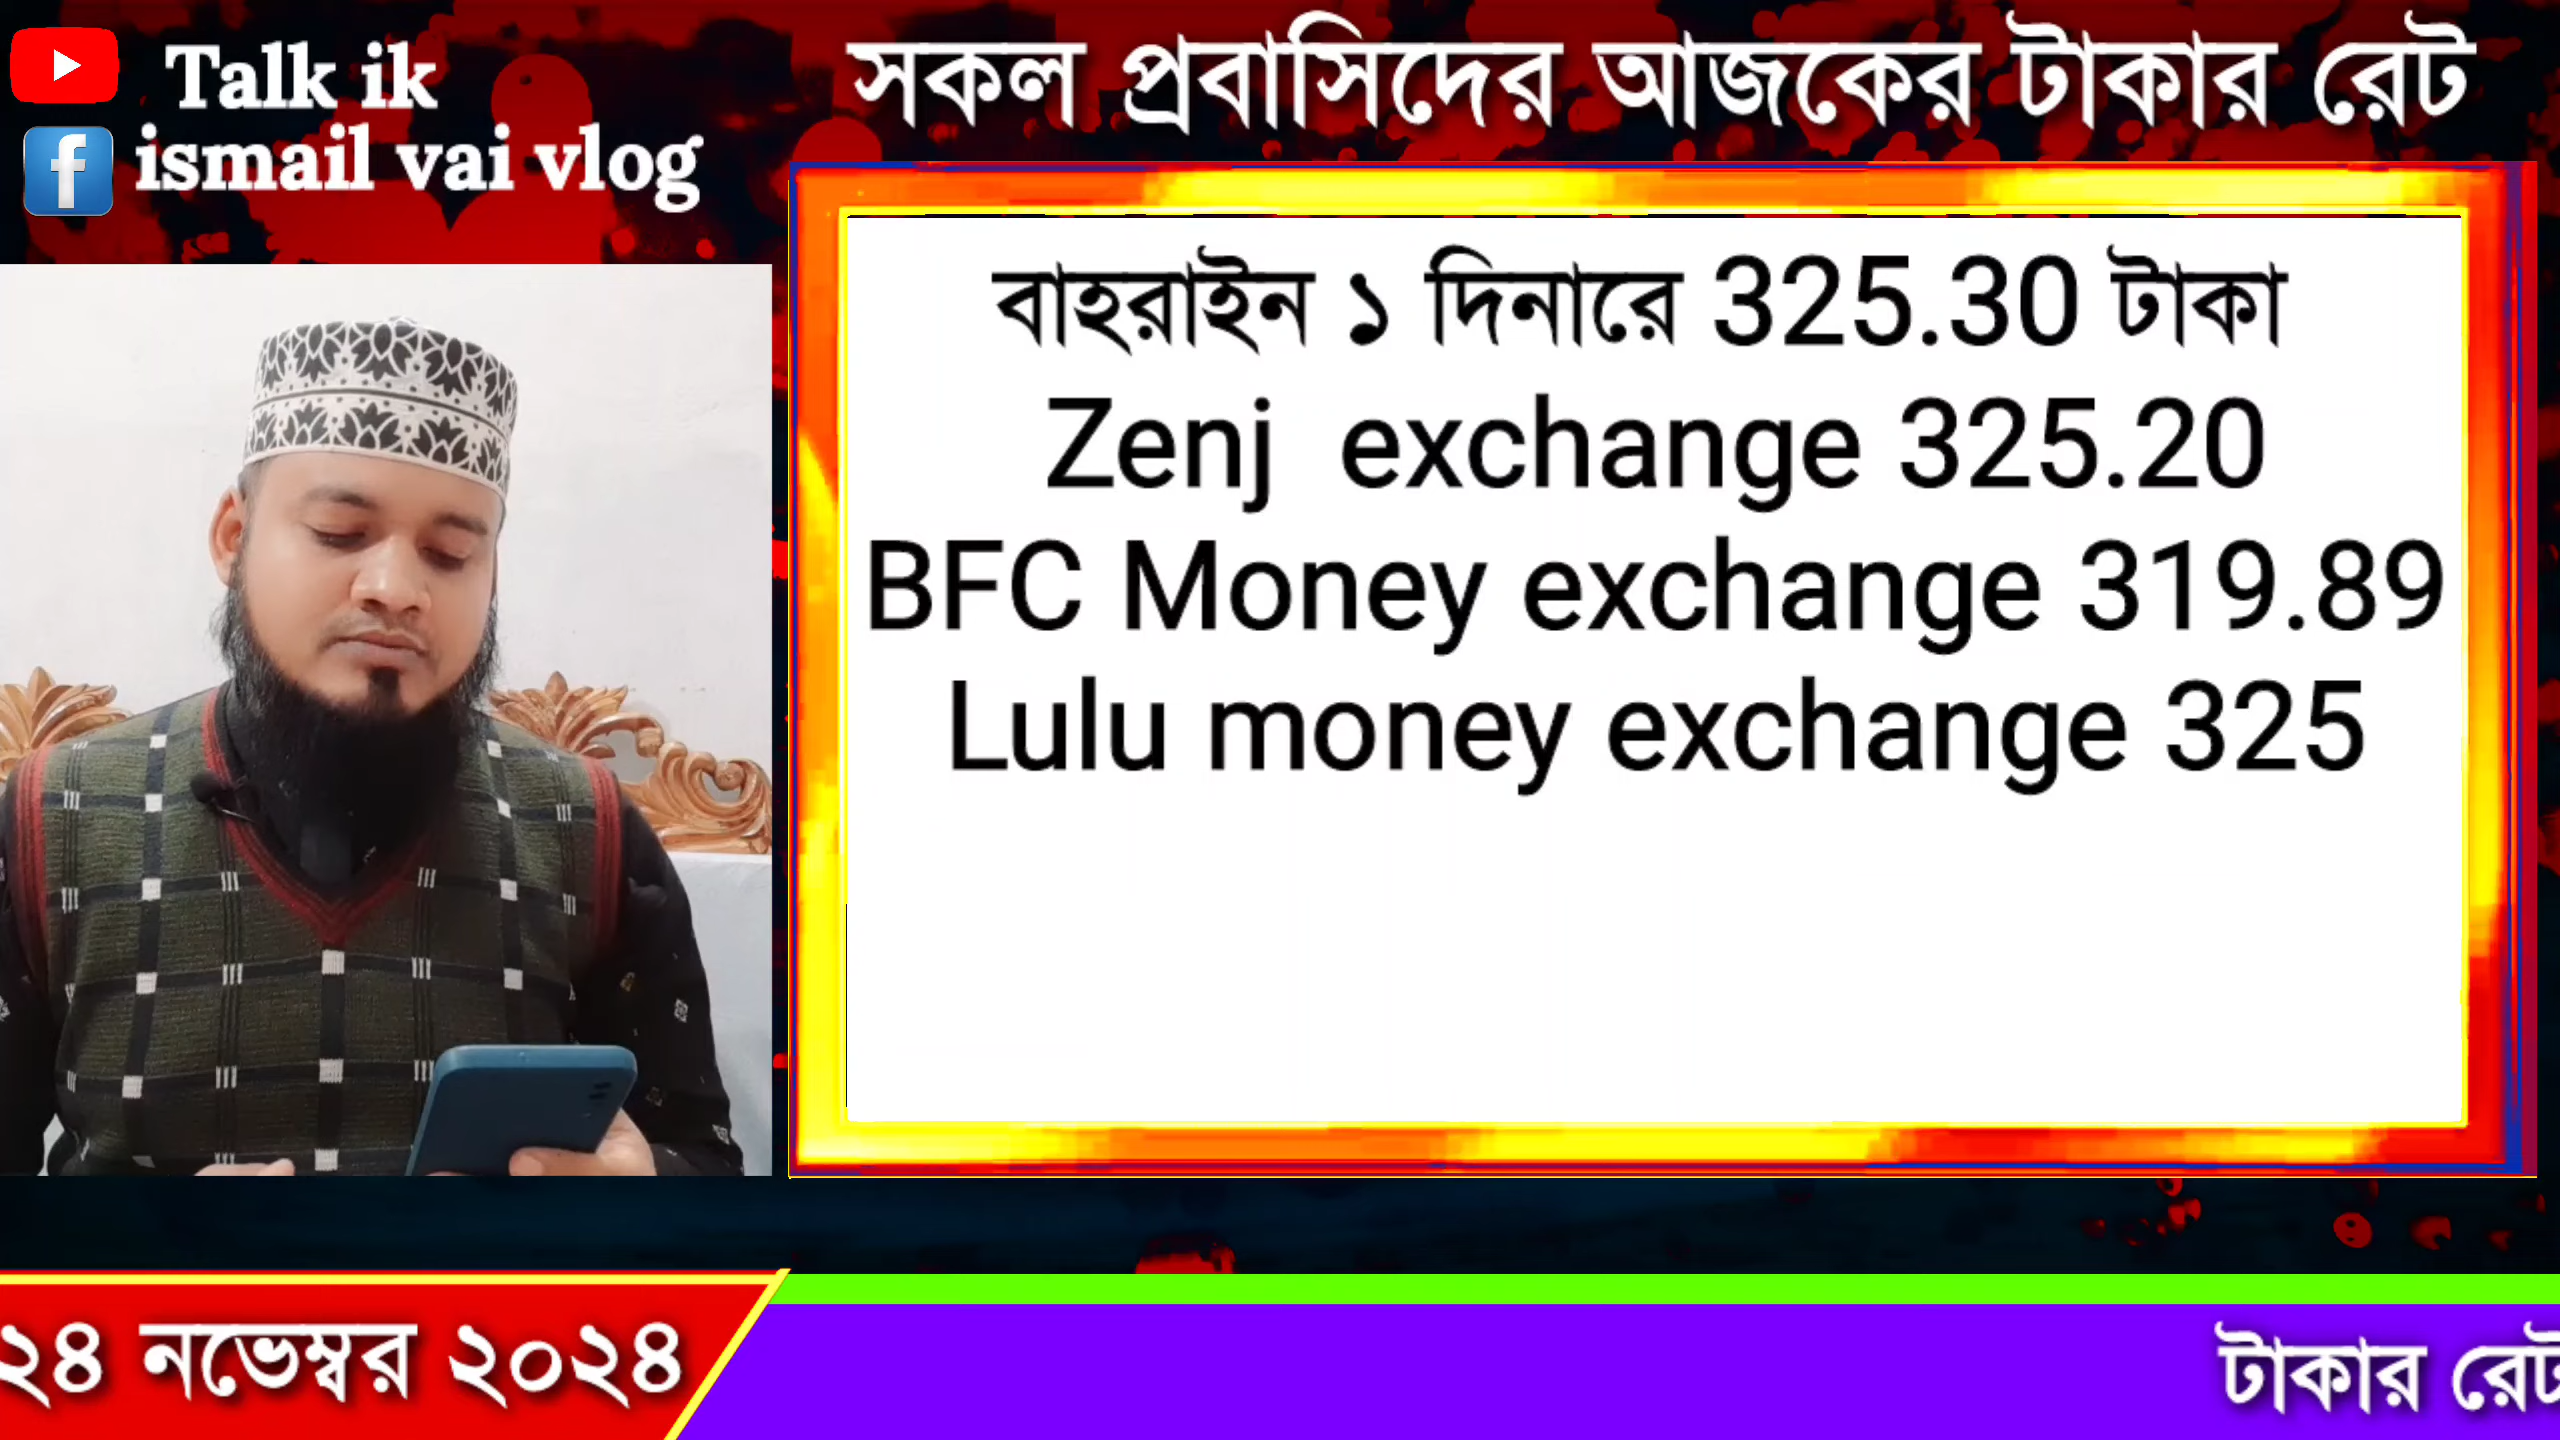 Talk ik
ismail vai vlog
সকল প্রবাসিদের আজকের টাকার রেট
বাহরাইন ১ দিনারে 325.30 টাকা
Zenj exchange 325.20
BFC Money exchange 319.89
Lulu money exchange 325
২৪ নভেম্বর ২০২৪
টাকার রেট